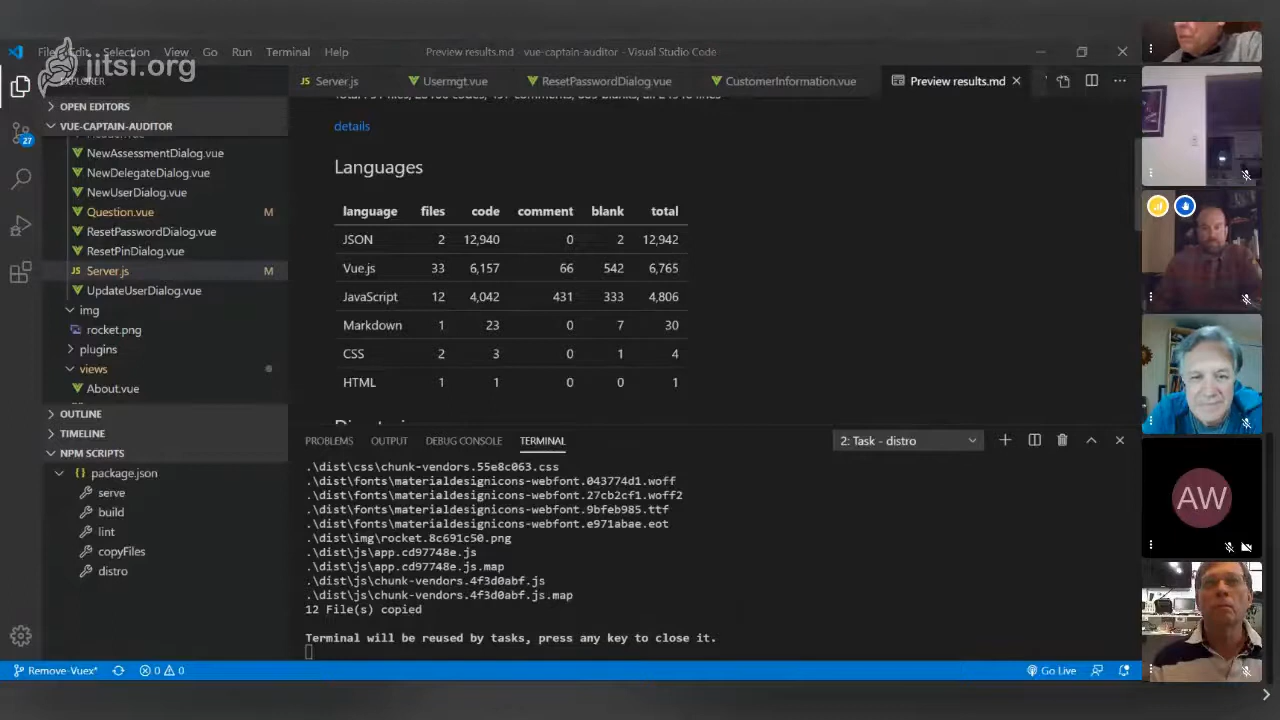 File Edit Selection View Go Run Terminal Help
Preview results.md - vue-captain-auditor - Visual Studio Code
jitsi.org
EXPLORER
Server.js
Usermgt.vue
ResetPasswordDialog.vue
CustomerInformation.vue
Preview results.md
OPEN EDITORS
VUE-CAPTAIN-AUDITOR
NewAssessmentDialog.vue
NewDelegateDialog.vue
NewUserDialog.vue
Question.vue M
ResetPasswordDialog.vue
ResetPinDialog.vue
Server.js M
UpdateUserDialog.vue
img
rocket.png
plugins
views
About.vue
OUTLINE
TIMELINE
NPM SCRIPTS
package.json
serve
build
lint
copyFiles
distro
27
details
Languages
language files code comment blank total
JSON 2 12,940 0 2 12,942
Vue.js 33 6,157 66 542 6,765
JavaScript 12 4,042 431 333 4,806
Markdown 1 23 0 7 30
CSS 2 3 0 1 4
HTML 1 1 0 0 1
PROBLEMS OUTPUT DEBUG CONSOLE TERMINAL
2: Task - distro
.\dist\css\chunk-vendors.55e8c063.css
.\dist\fonts\materialdesignicons-webfont.043774d1.woff
.\dist\fonts\materialdesignicons-webfont.27cb2cf1.woff2
.\dist\fonts\materialdesignicons-webfont.9bfeb985.ttf
.\dist\fonts\materialdesignicons-webfont.e971abae.eot
.\dist\img\rocket.8c691c50.png
.\dist\js\app.cd97748e.js
.\dist\js\app.cd97748e.js.map
.\dist\js\chunk-vendors.4f3d0abf.js
.\dist\js\chunk-vendors.4f3d0abf.js.map
12 File(s) copied
Terminal will be reused by tasks, press any key to close it.
Remove-Vuex*
0 0
Go Live
AW